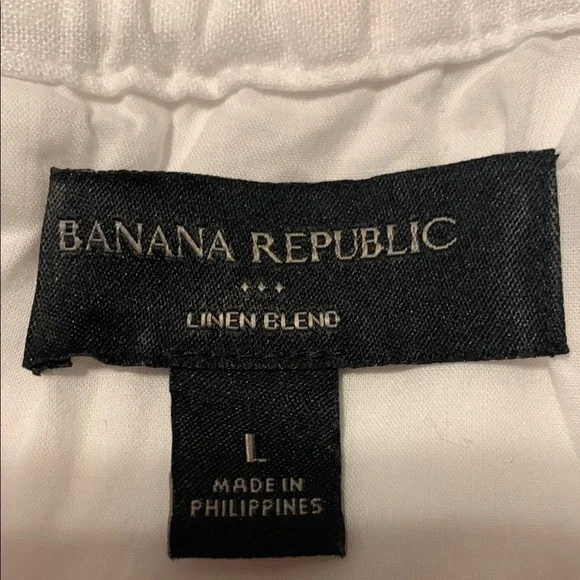 BANANA REPUBLIC
LINEN BLEND
L
MADE IN
PHILIPPINES